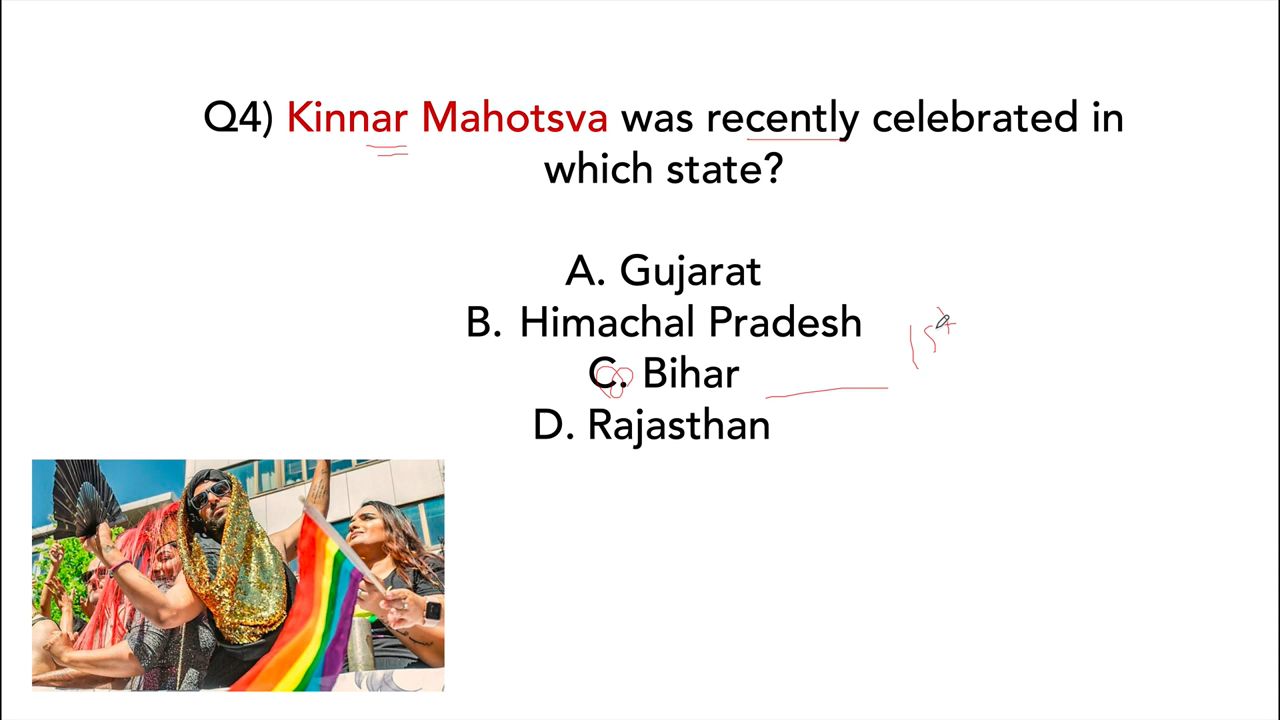 Q4) Kinnar Mahotsva was recently celebrated in
which state?
A. Gujarat
B. Himachal Pradesh
C. Bihar
D. Rajasthan